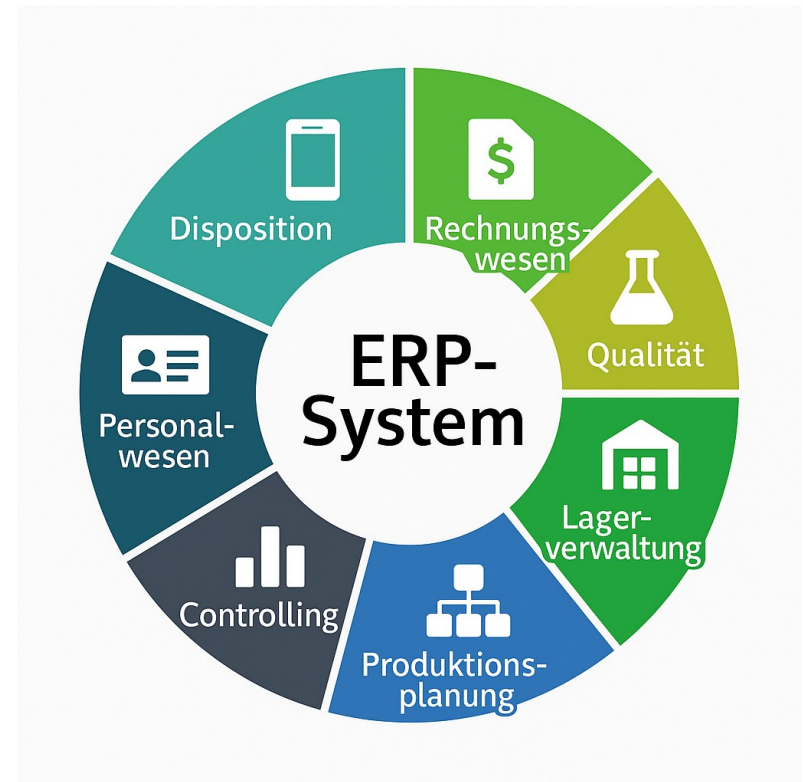 Disposition
$
Rechnungs-
wesen
Qualität
Personal-
wesen
ERP-
System
Lager-
verwaltung
Controlling
Produktions-
planung